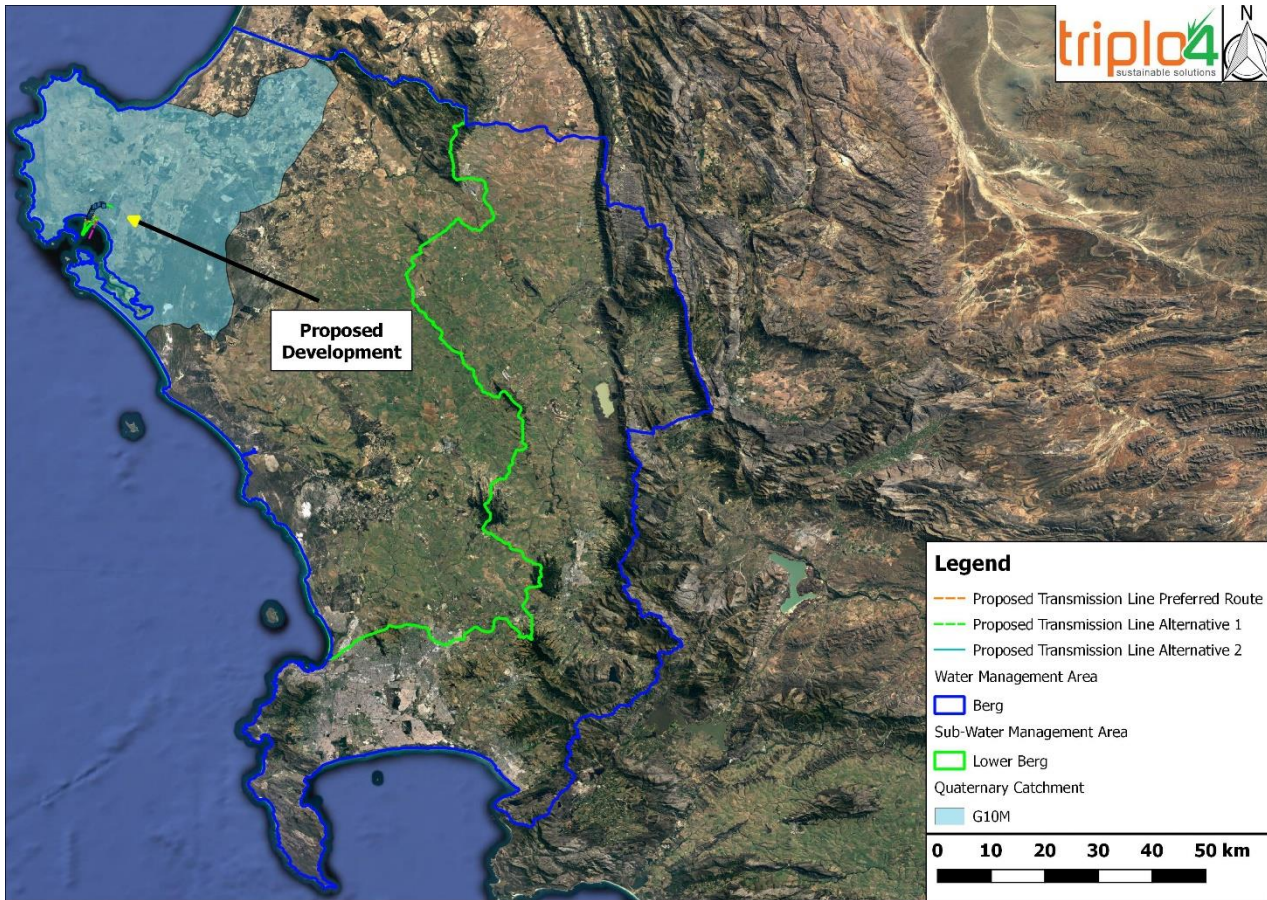 triplo4
sustainable solutions
N
Proposed
Development
Legend
Proposed Transmission Line Preferred Route
Proposed Transmission Line Alternative 1
Proposed Transmission Line Alternative 2
Water Management Area
Berg
Sub-Water Management Area
Lower Berg
Quaternary Catchment
G10M
0 10 20 30 40 50 km